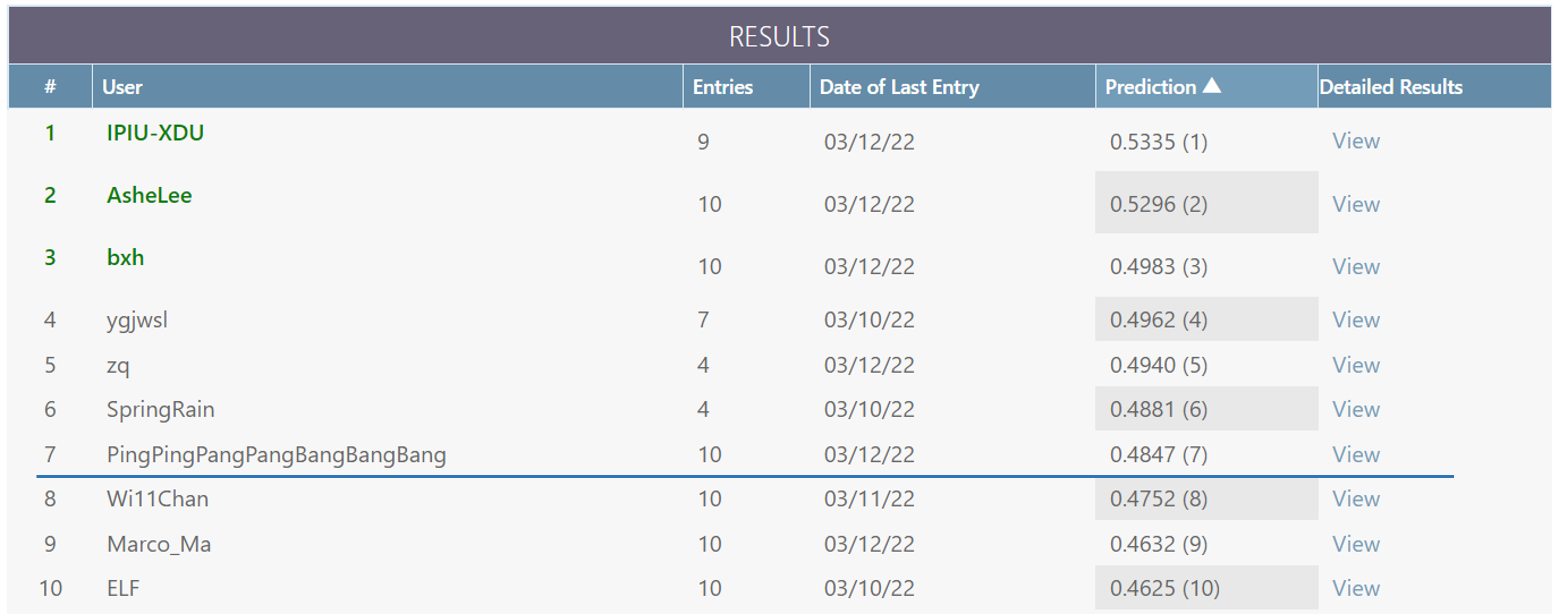 RESULTS
# User Entries Date of Last Entry Prediction ▲ Detailed Results
1 IPIU-XDU 9 03/12/22 0.5335 (1) View
2 AsheLee 10 03/12/22 0.5296 (2) View
3 bxh 10 03/12/22 0.4983 (3) View
4 ygjwsl 7 03/10/22 0.4962 (4) View
5 zq 4 03/12/22 0.4940 (5) View
6 SpringRain 4 03/10/22 0.4881 (6) View
7 PingPingPangPangBangBangBang 10 03/12/22 0.4847 (7) View
8 Wi11Chan 10 03/11/22 0.4752 (8) View
9 Marco_Ma 10 03/12/22 0.4632 (9) View
10 ELF 10 03/10/22 0.4625 (10) View